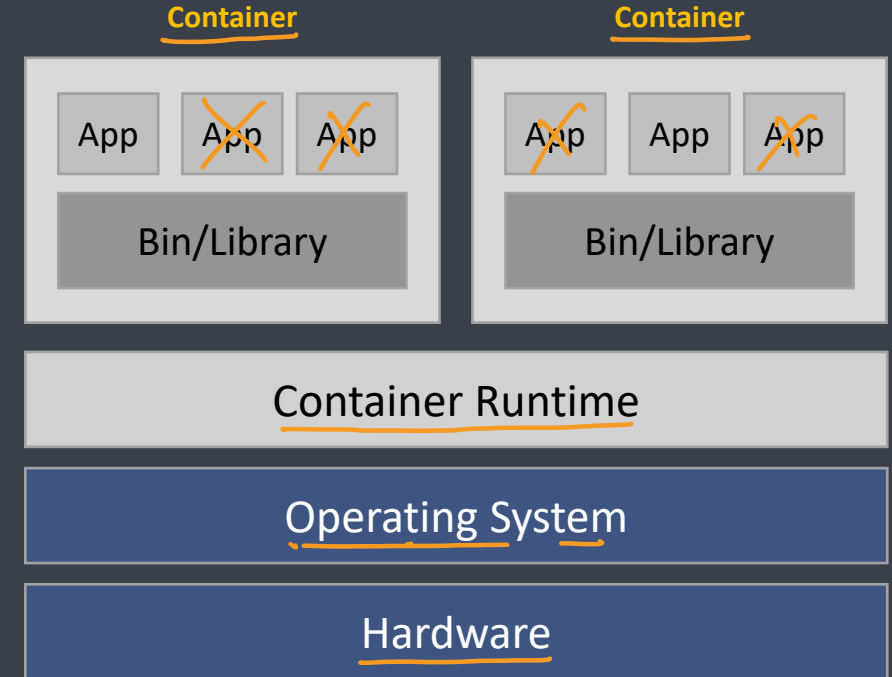 Container Container
App App App App App App
Bin/Library Bin/Library
Container Runtime
Operating System
Hardware